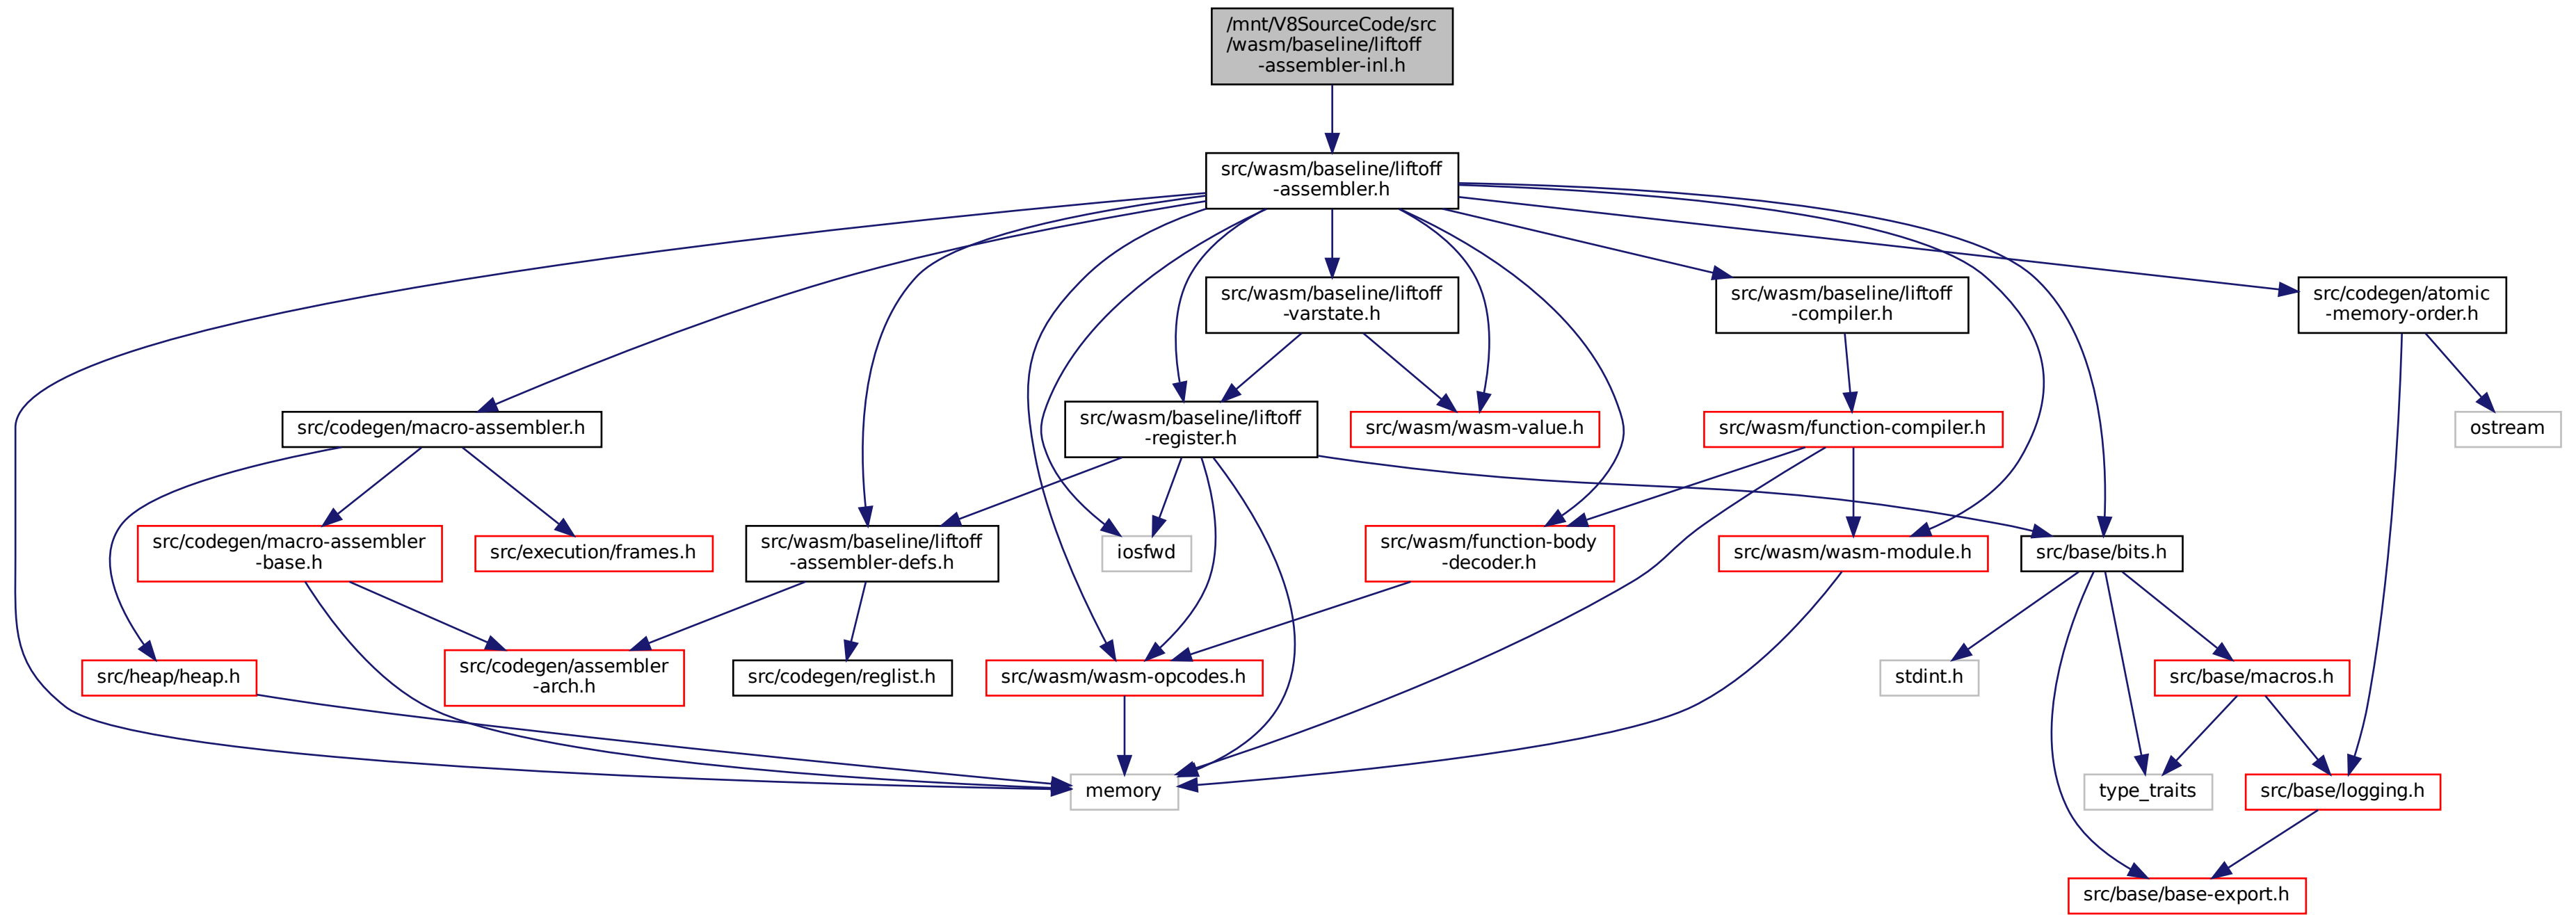 /mnt/V8SourceCode/src
/wasm/baseline/liftoff
-assembler-inl.h
src/wasm/baseline/liftoff
-assembler.h
src/wasm/baseline/liftoff
-varstate.h
src/wasm/baseline/liftoff
-compiler.h
src/codegen/atomic
-memory-order.h
src/codegen/macro-assembler.h
src/wasm/baseline/liftoff
-register.h
src/wasm/wasm-value.h
src/wasm/function-compiler.h
ostream
src/codegen/macro-assembler
-base.h
src/execution/frames.h
src/wasm/baseline/liftoff
-assembler-defs.h
iosfwd
src/wasm/function-body
-decoder.h
src/wasm/wasm-module.h
src/base/bits.h
src/heap/heap.h
src/codegen/assembler
-arch.h
src/codegen/reglist.h
src/wasm/wasm-opcodes.h
stdint.h
src/base/macros.h
memory
type_traits
src/base/logging.h
src/base/base-export.h